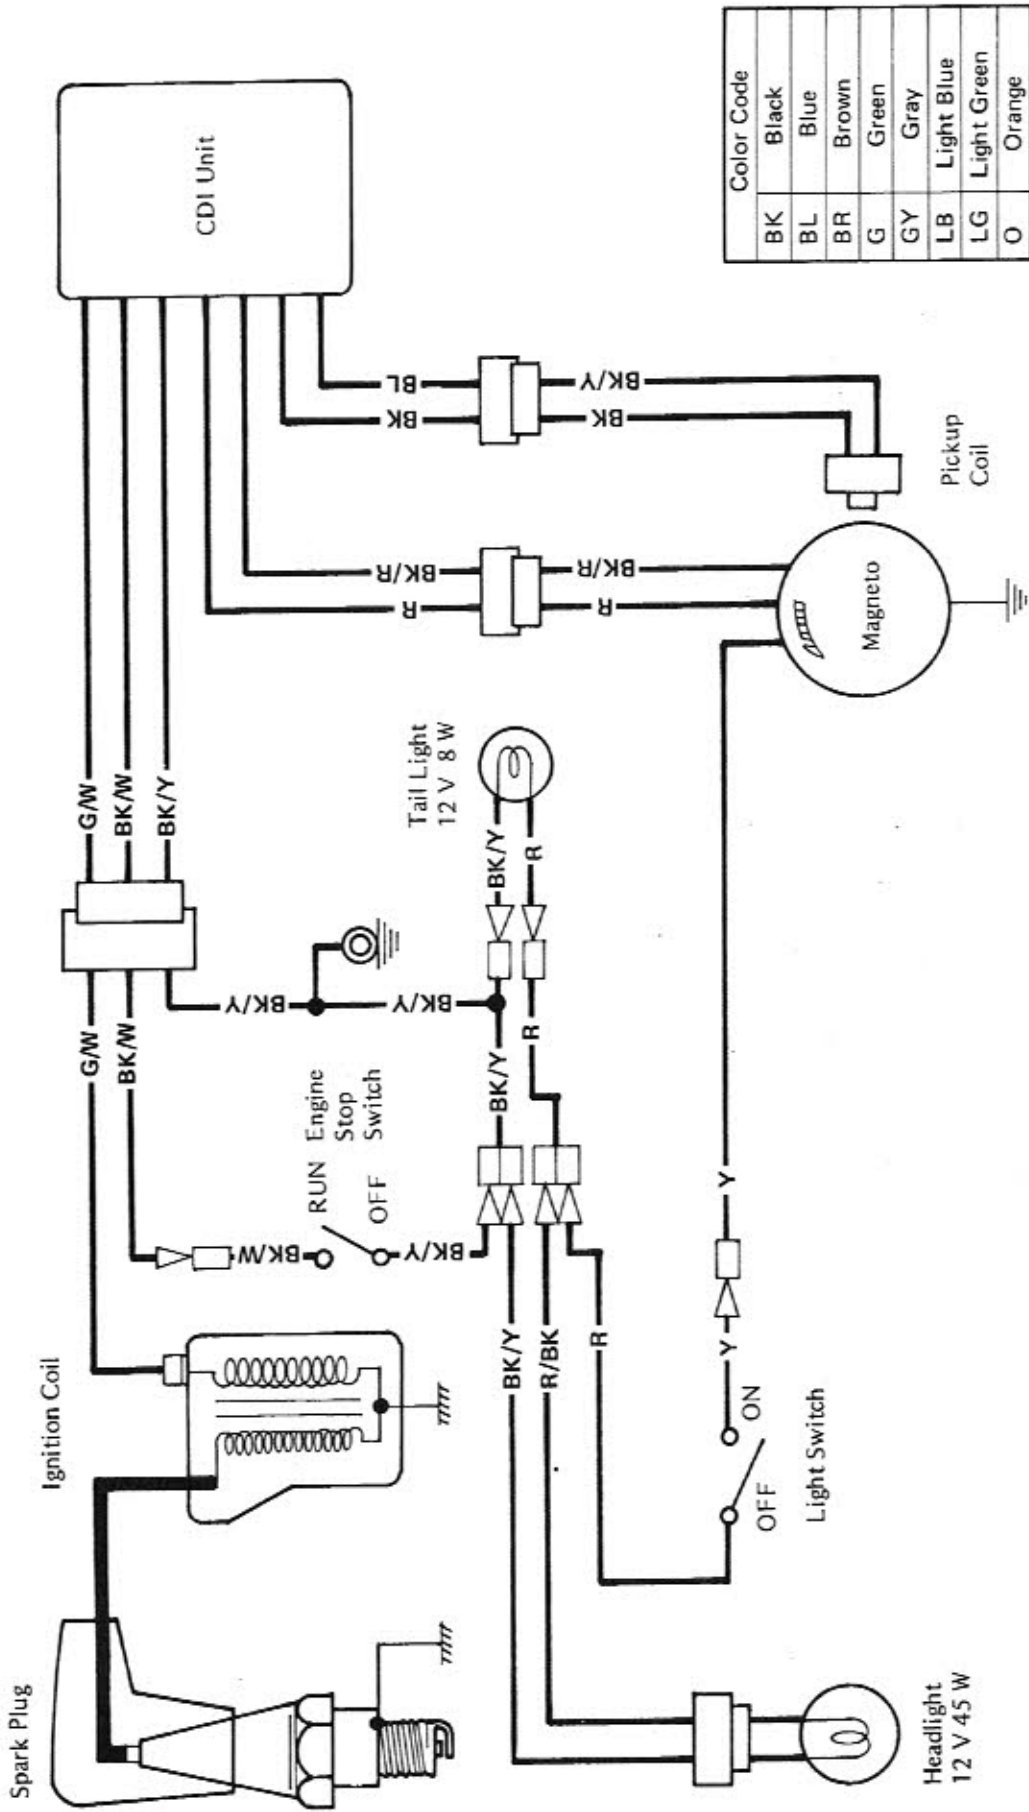 Spark Plug
Ignition Coil
CDI Unit
G/W
G/W
BK/W
BK/W
BK/Y
BK/Y
BK/Y
BK/W
RUN
Engine
Stop
Switch
OFF
BK/Y
BK/Y
BK/Y
R
R
Tail Light
12 V 8 W
R
BK/R
R
BK/R
BK
BL
BK
BK/Y
BK/Y
R/BK
R
Y
Y
OFF
ON
Light Switch
Magneto
Pickup
Coil
Headlight
12 V 45 W
Color Code
BK Black
BL Blue
BR Brown
G Green
GY Gray
LB Light Blue
LG Light Green
O Orange